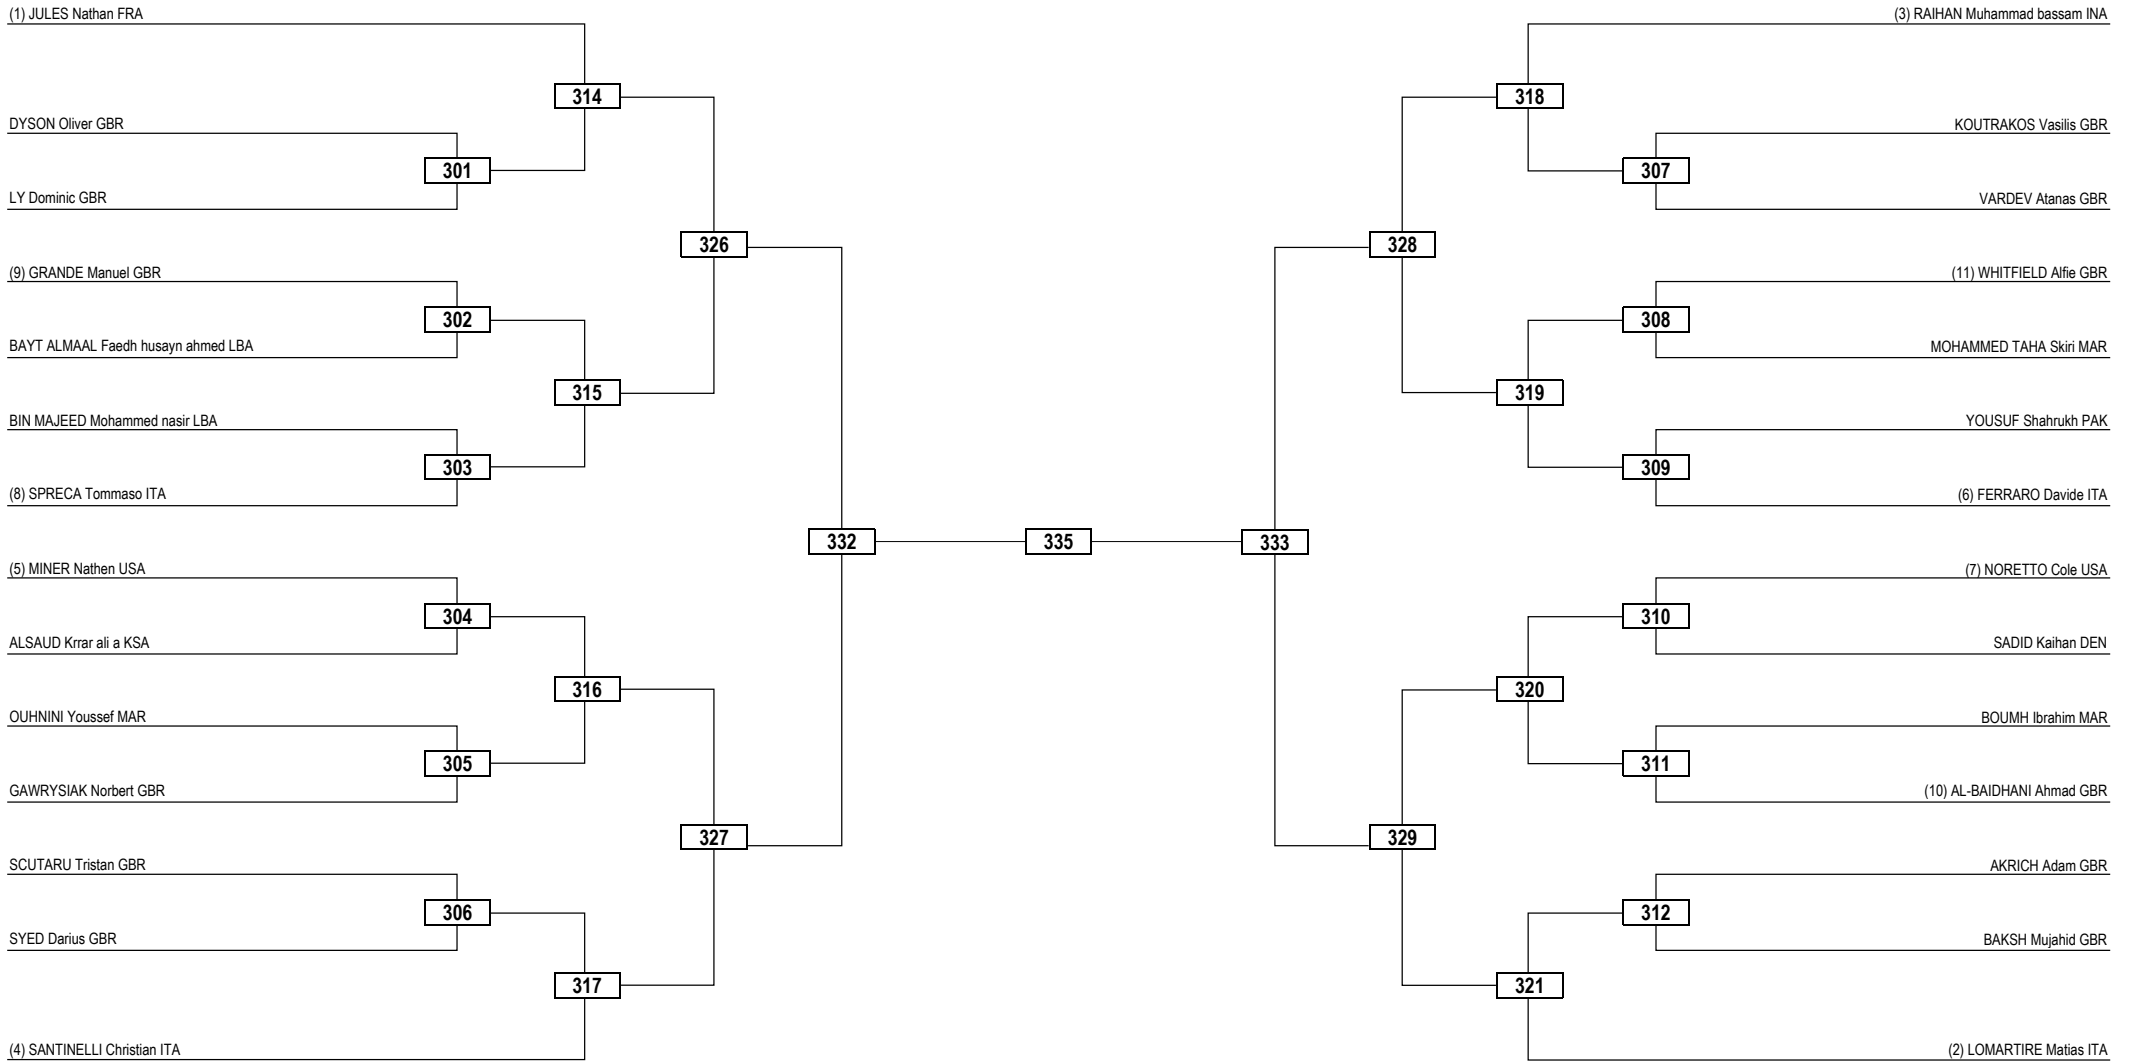 (1) JULES Nathan FRA
(3) RAIHAN Muhammad bassam INA
314
318
DYSON Oliver GBR
KOUTRAKOS Vasilis GBR
301
307
LY Dominic GBR
VARDEV Atanas GBR
326
328
(9) GRANDE Manuel GBR
(11) WHITFIELD Alfie GBR
302
308
BAYT ALMAAL Faedh husayn ahmed LBA
MOHAMMED TAHA Skiri MAR
315
319
BIN MAJEED Mohammed nasir LBA
YOUSUF Shahrukh PAK
303
309
(8) SPRECA Tommaso ITA
(6) FERRARO Davide ITA
332
335
333
(5) MINER Nathen USA
(7) NORETTO Cole USA
304
310
ALSAUD Krrar ali a KSA
SADID Kaihan DEN
316
320
OUHNINI Youssef MAR
BOUMH Ibrahim MAR
305
311
GAWRYSIAK Norbert GBR
(10) AL-BAIDHANI Ahmad GBR
327
329
SCUTARU Tristan GBR
AKRICH Adam GBR
306
312
SYED Darius GBR
BAKSH Mujahid GBR
317
321
(4) SANTINELLI Christian ITA
(2) LOMARTIRE Matias ITA